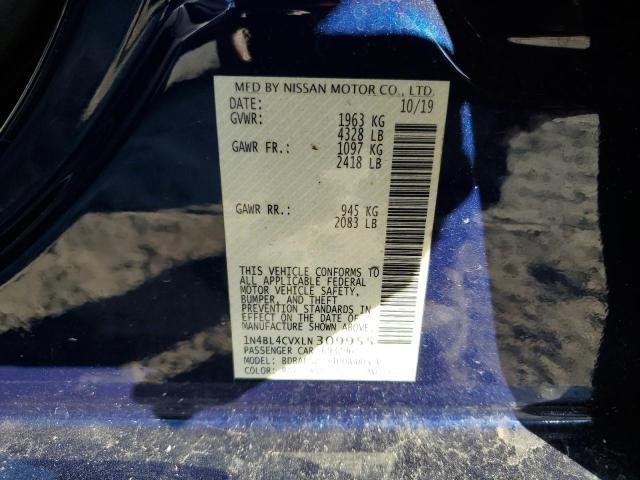 MFD BY NISSAN MOTOR CO., LTD.
DATE: 10/19
GVWR: 1963 KG
4328 LB
GAWR FR.: 1097 KG
2418 LB
GAWR RR.: 945 KG
2083 LB
THIS VEHICLE CONFORMS TO
ALL APPLICABLE FEDERAL
MOTOR VEHICLE SAFETY,
BUMPER, AND THEFT
PREVENTION STANDARDS IN
EFFECT ON THE DATE OF
MANUFACTURE SHOWN ABOVE.
1N4BL4CVXLN309955
PASSENGER CAR
MODEL:
COLOR: